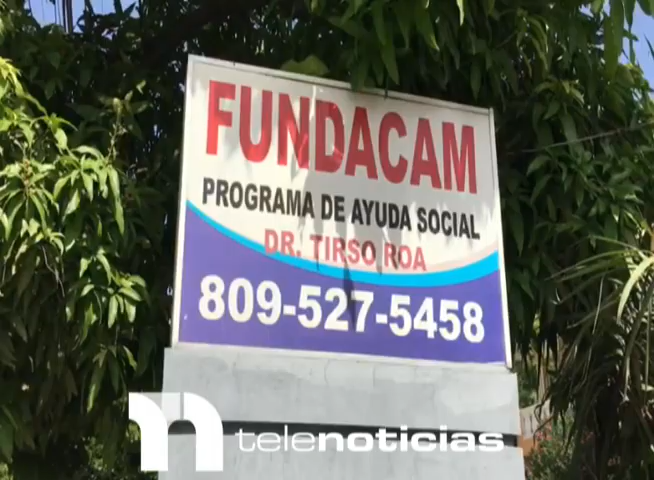 FUNDACAM
PROGRAMA DE AYUDA SOCIAL
DR. TIRSO ROA
809-527-5458
n telenoticias